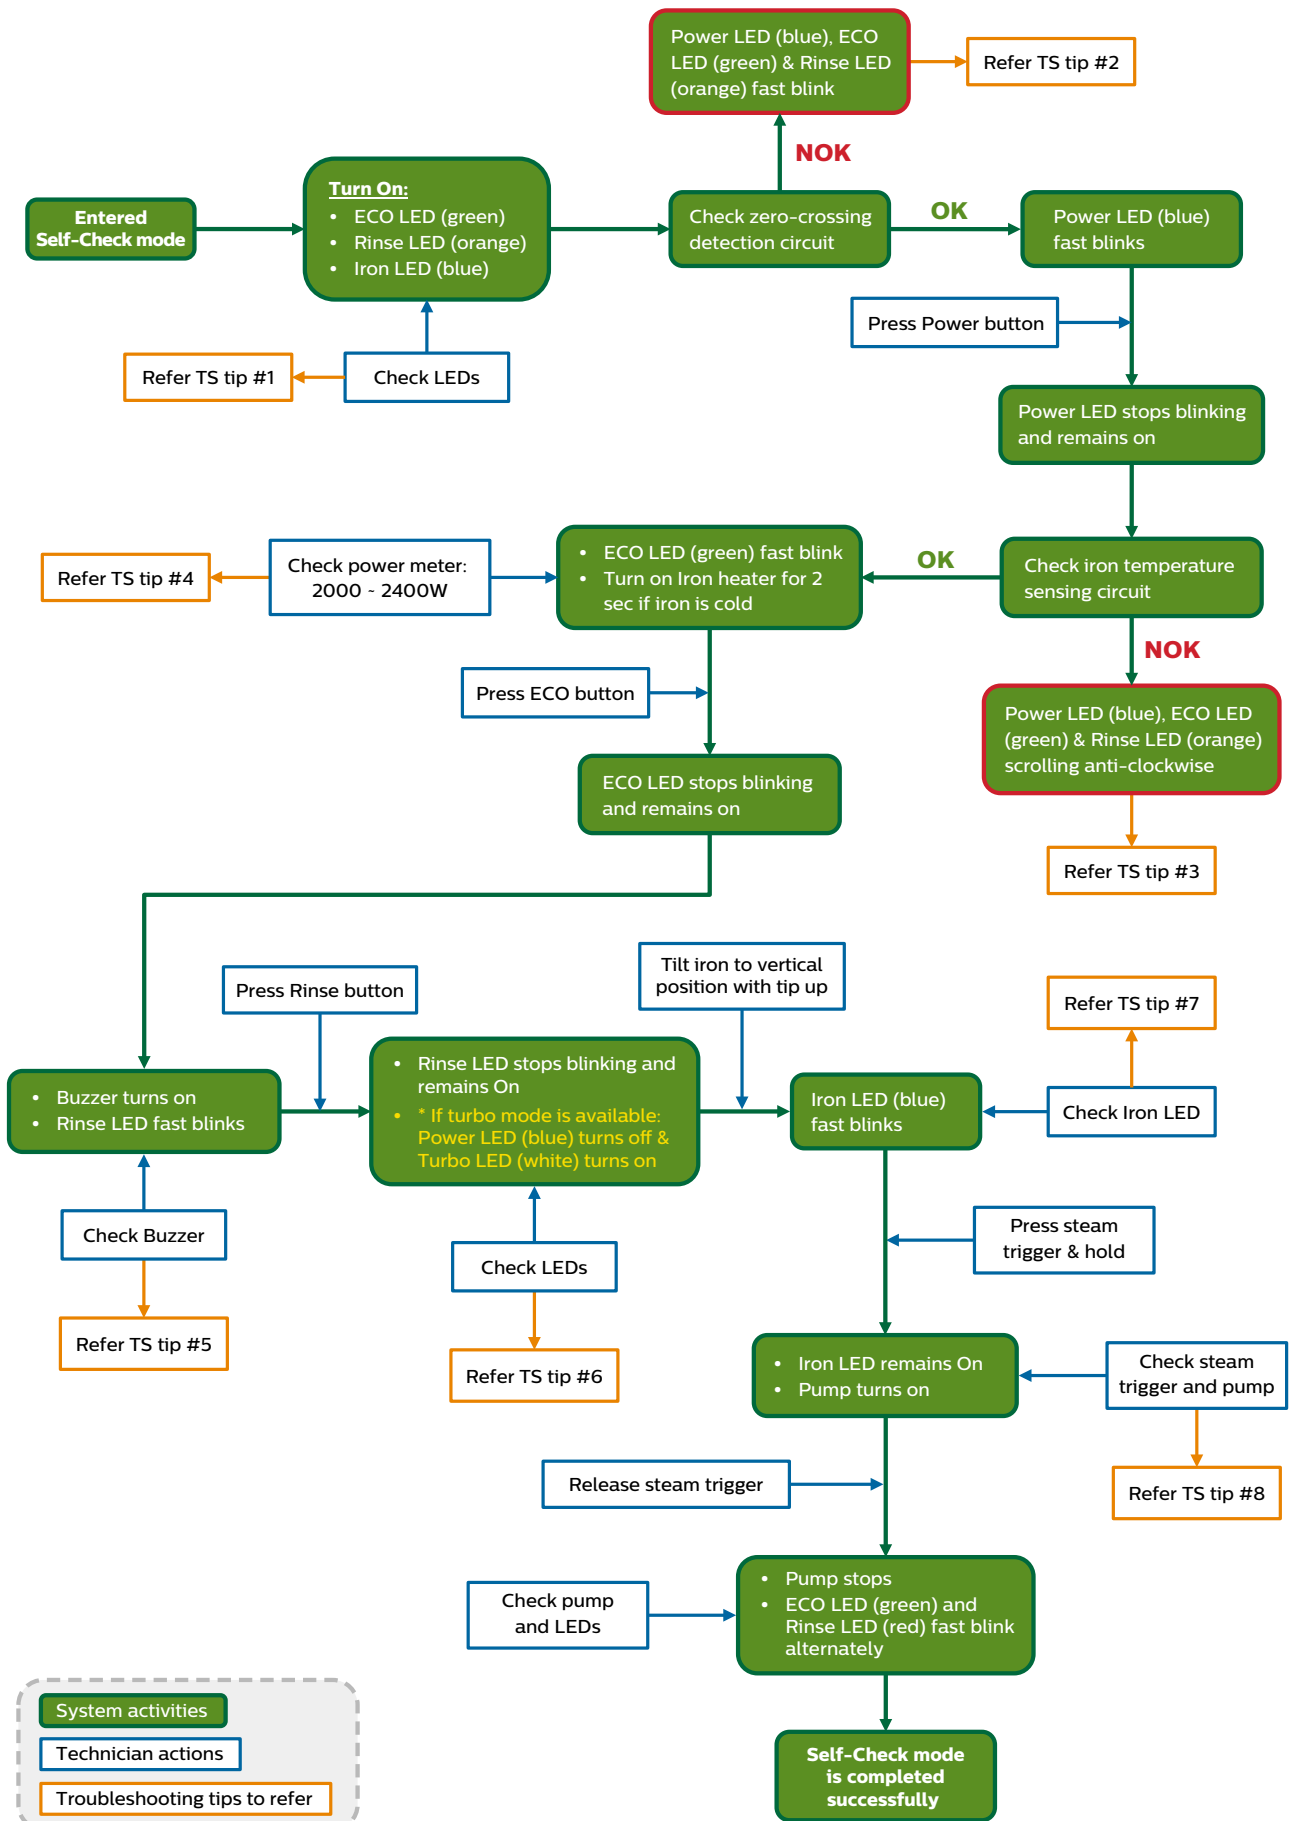 Power LED (blue), ECO
LED (green) & Rinse LED
(orange) fast blink
Refer TS tip #2
NOK
Entered
Self-Check mode
Turn On:
• ECO LED (green)
• Rinse LED (orange)
• Iron LED (blue)
Check zero-crossing
detection circuit
OK
Power LED (blue)
fast blinks
Press Power button
Refer TS tip #1
Check LEDs
Power LED stops blinking
and remains on
Refer TS tip #4
Check power meter:
2000 ~ 2400W
• ECO LED (green) fast blink
• Turn on Iron heater for 2
sec if iron is cold
OK
Check iron temperature
sensing circuit
NOK
Press ECO button
Power LED (blue), ECO LED
(green) & Rinse LED (orange)
scrolling anti-clockwise
ECO LED stops blinking
and remains on
Refer TS tip #3
Press Rinse button
Tilt iron to vertical
position with tip up
Refer TS tip #7
• Buzzer turns on
• Rinse LED fast blinks
• Rinse LED stops blinking and
remains On
• * If turbo mode is available:
Power LED (blue) turns off &
Turbo LED (white) turns on
Iron LED (blue)
fast blinks
Check Iron LED
Check Buzzer
Check LEDs
Press steam
trigger & hold
Refer TS tip #5
Refer TS tip #6
• Iron LED remains On
• Pump turns on
Check steam
trigger and pump
Release steam trigger
Refer TS tip #8
Check pump
and LEDs
• Pump stops
• ECO LED (green) and
Rinse LED (red) fast blink
alternately
System activities
Technician actions
Troubleshooting tips to refer
Self-Check mode
is completed
successfully